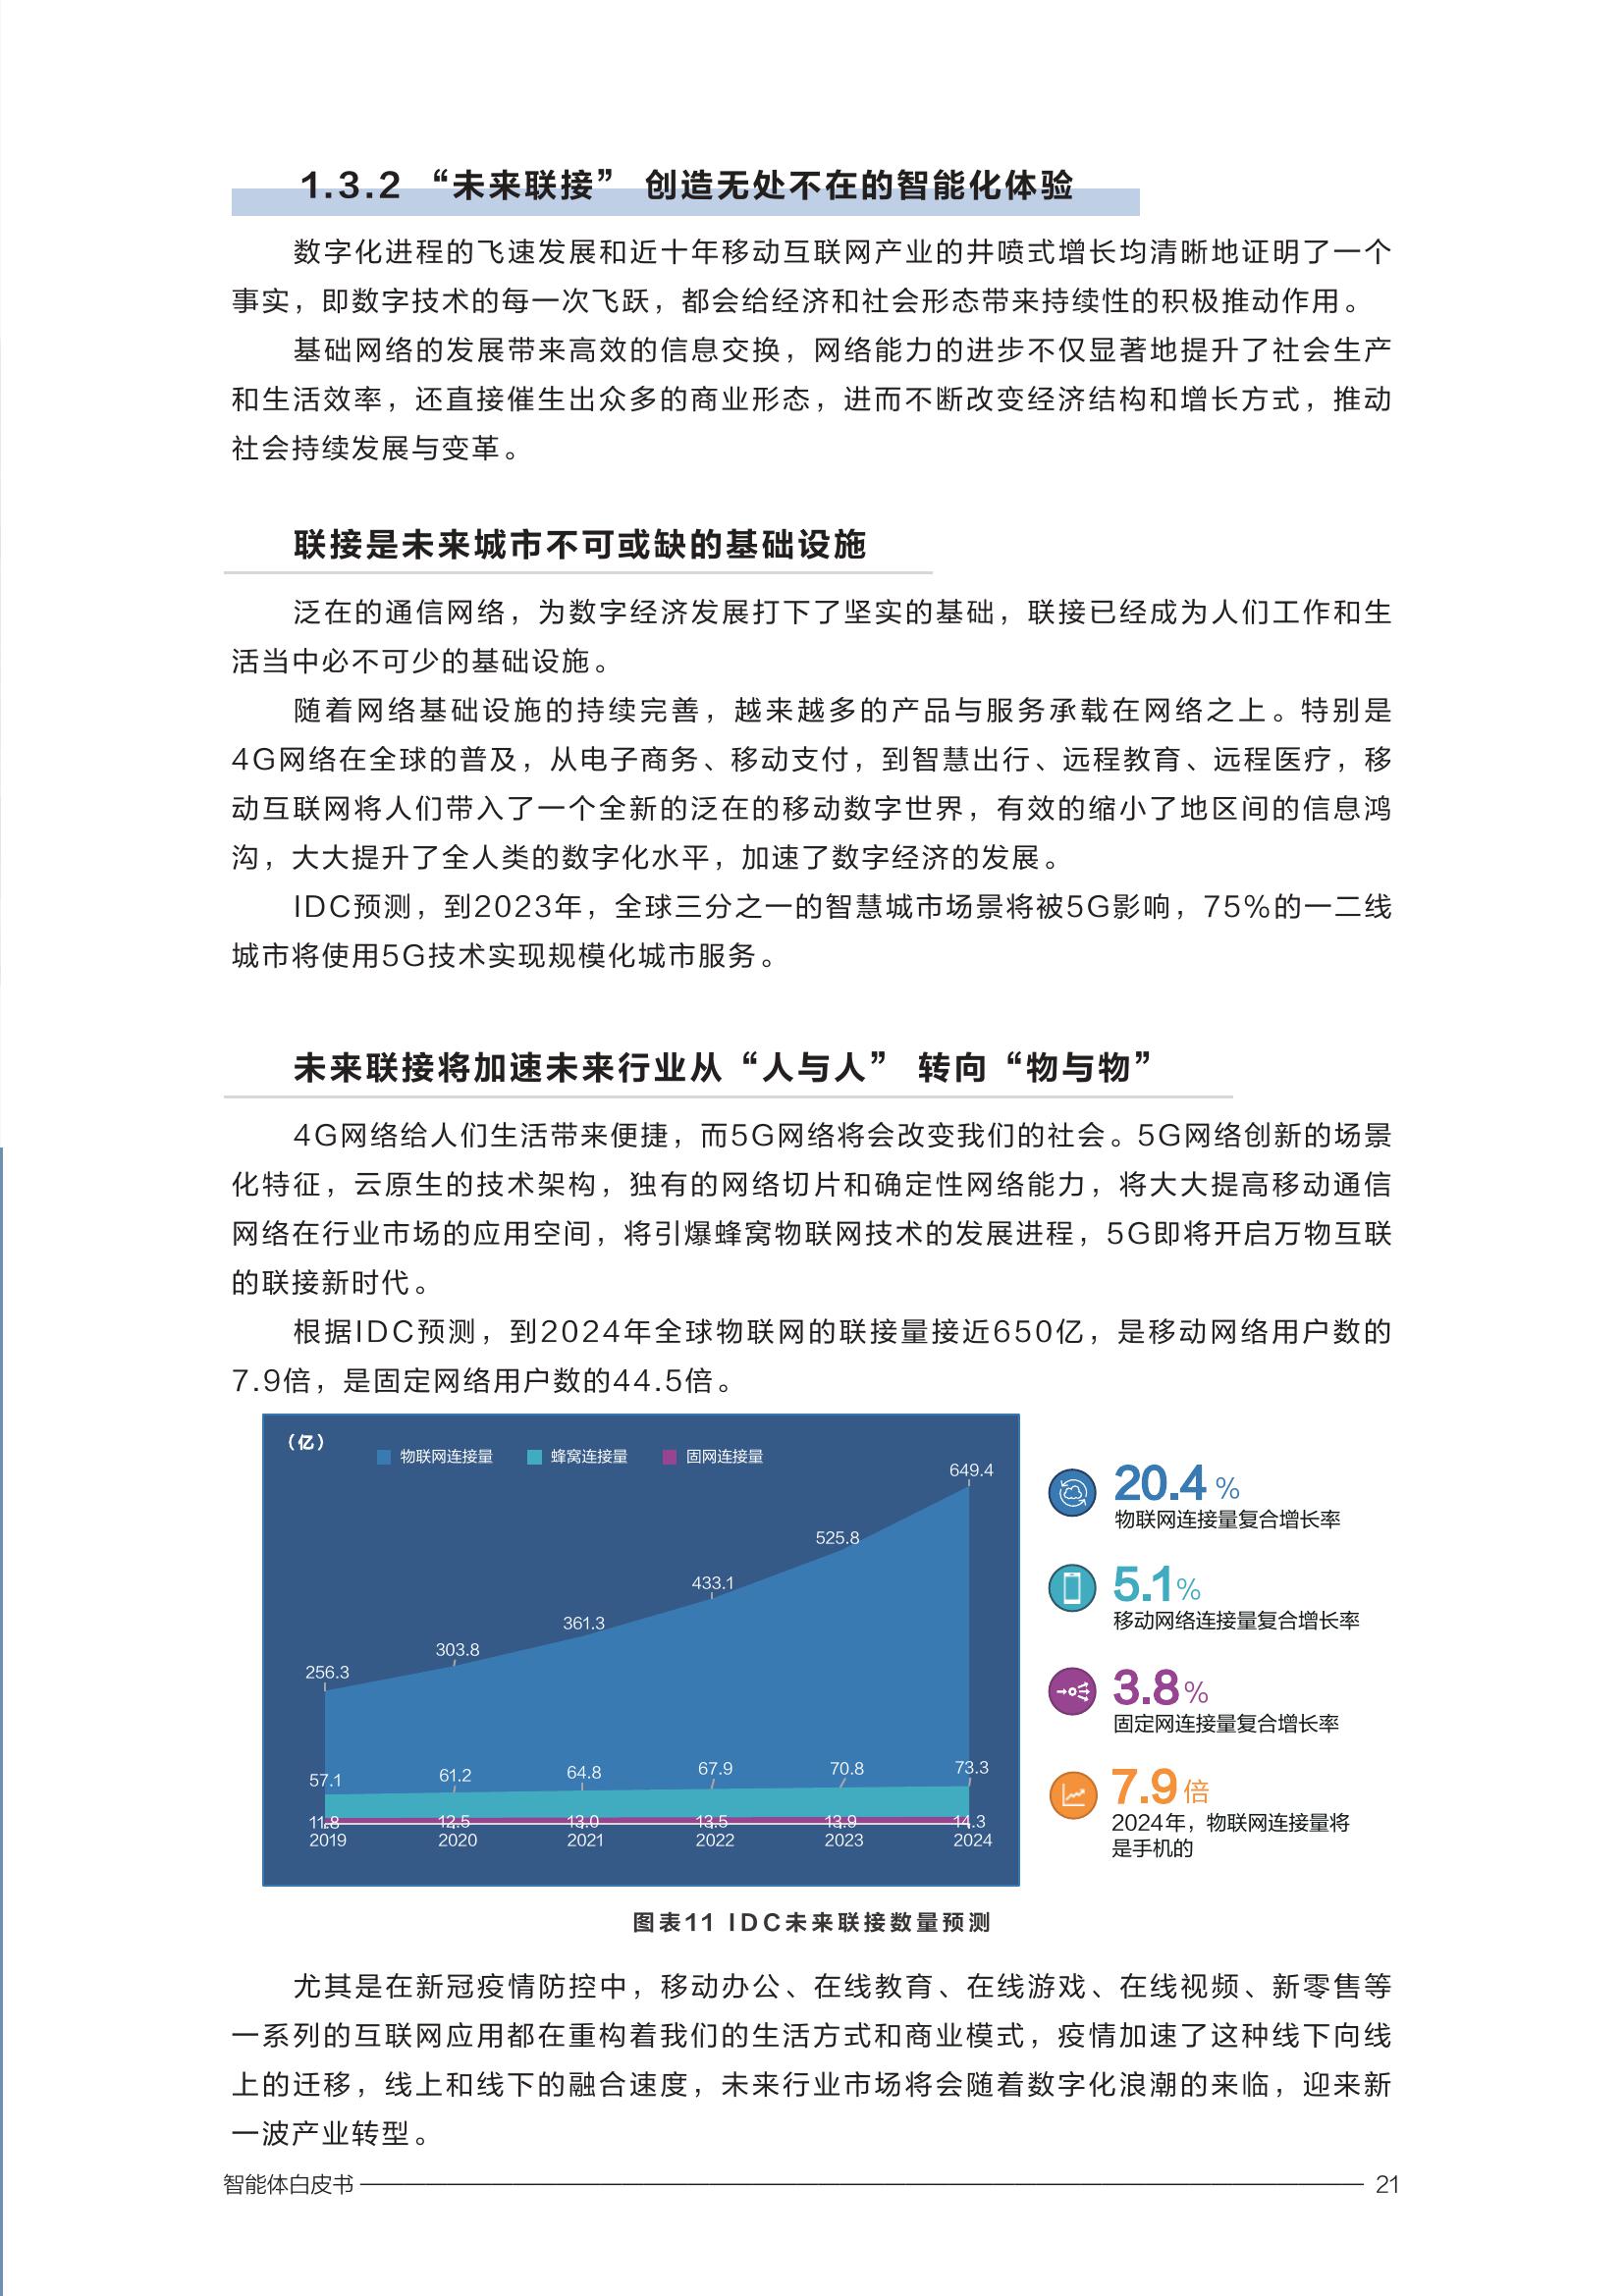 1.3.2 “未来联接” 创造无处不在的智能化体验
数字化进程的飞速发展和近十年移动互联网产业的井喷式增长均清晰地证明了一个
事实，即数字技术的每一次飞跃，都会给经济和社会形态带来持续性的积极推动作用。
基础网络的发展带来高效的信息交换，网络能力的进步不仅显著地提升了社会生产
和生活效率，还直接催生出众多的商业形态，进而不断改变经济结构和增长方式，推动
社会持续发展与变革。
联接是未来城市不可或缺的基础设施
泛在的通信网络，为数字经济发展打下了坚实的基础，联接已经成为人们工作和生
活当中必不可少的基础设施。
随着网络基础设施的持续完善，越来越多的产品与服务承载在网络之上。特别是
4G网络在全球的普及，从电子商务、移动支付，到智慧出行、远程教育、远程医疗，移
动互联网将人们带入了一个全新的泛在的移动数字世界，有效的缩小了地区间的信息鸿
沟，大大提升了全人类的数字化水平，加速了数字经济的发展。
IDC预测，到2023年，全球三分之一的智慧城市场景将被5G影响，75%的一二线
城市将使用5G技术实现规模化城市服务。
未来联接将加速未来行业从“人与人” 转向“物与物”
4G网络给人们生活带来便捷，而5G网络将会改变我们的社会。5G网络创新的场景
化特征，云原生的技术架构，独有的网络切片和确定性网络能力，将大大提高移动通信
网络在行业市场的应用空间，将引爆蜂窝物联网技术的发展进程，5G即将开启万物互联
的联接新时代。
根据IDC预测，到2024年全球物联网的联接量接近650亿，是移动网络用户数的
7.9倍，是固定网络用户数的44.5倍。
（亿）
物联网连接量 蜂窝连接量 固网连接量
256.3 303.8 361.3 433.1 525.8 649.4
57.1 61.2 64.8 67.9 70.8 73.3
11.8 12.5 13.0 13.5 13.9 14.3
2019 2020 2021 2022 2023 2024
20.4 %
物联网连接量复合增长率
5.1%
移动网络连接量复合增长率
3.8%
固定网连接量复合增长率
7.9倍
2024年，物联网连接量将
是手机的
图表11 IDC未来联接数量预测
尤其是在新冠疫情防控中，移动办公、在线教育、在线游戏、在线视频、新零售等
一系列的互联网应用都在重构着我们的生活方式和商业模式，疫情加速了这种线下向线
上的迁移，线上和线下的融合速度，未来行业市场将会随着数字化浪潮的来临，迎来新
一波产业转型。
智能体白皮书 21